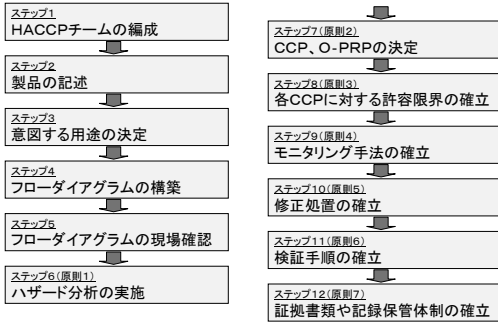 ステップ1
HACCPチームの編成
ステップ2
製品の記述
ステップ3
意図する用途の決定
ステップ4
フローダイアグラムの構築
ステップ5
フローダイアグラムの現場確認
ステップ6(原則1)
ハザード分析の実施
ステップ7(原則2)
CCP、O-PRPの決定
ステップ8(原則3)
各CCPに対する許容限界の確立
ステップ9(原則4)
モニタリング手法の確立
ステップ10(原則5)
修正処置の確立
ステップ11(原則6)
検証手順の確立
ステップ12(原則7)
証拠書類や記録保管体制の確立